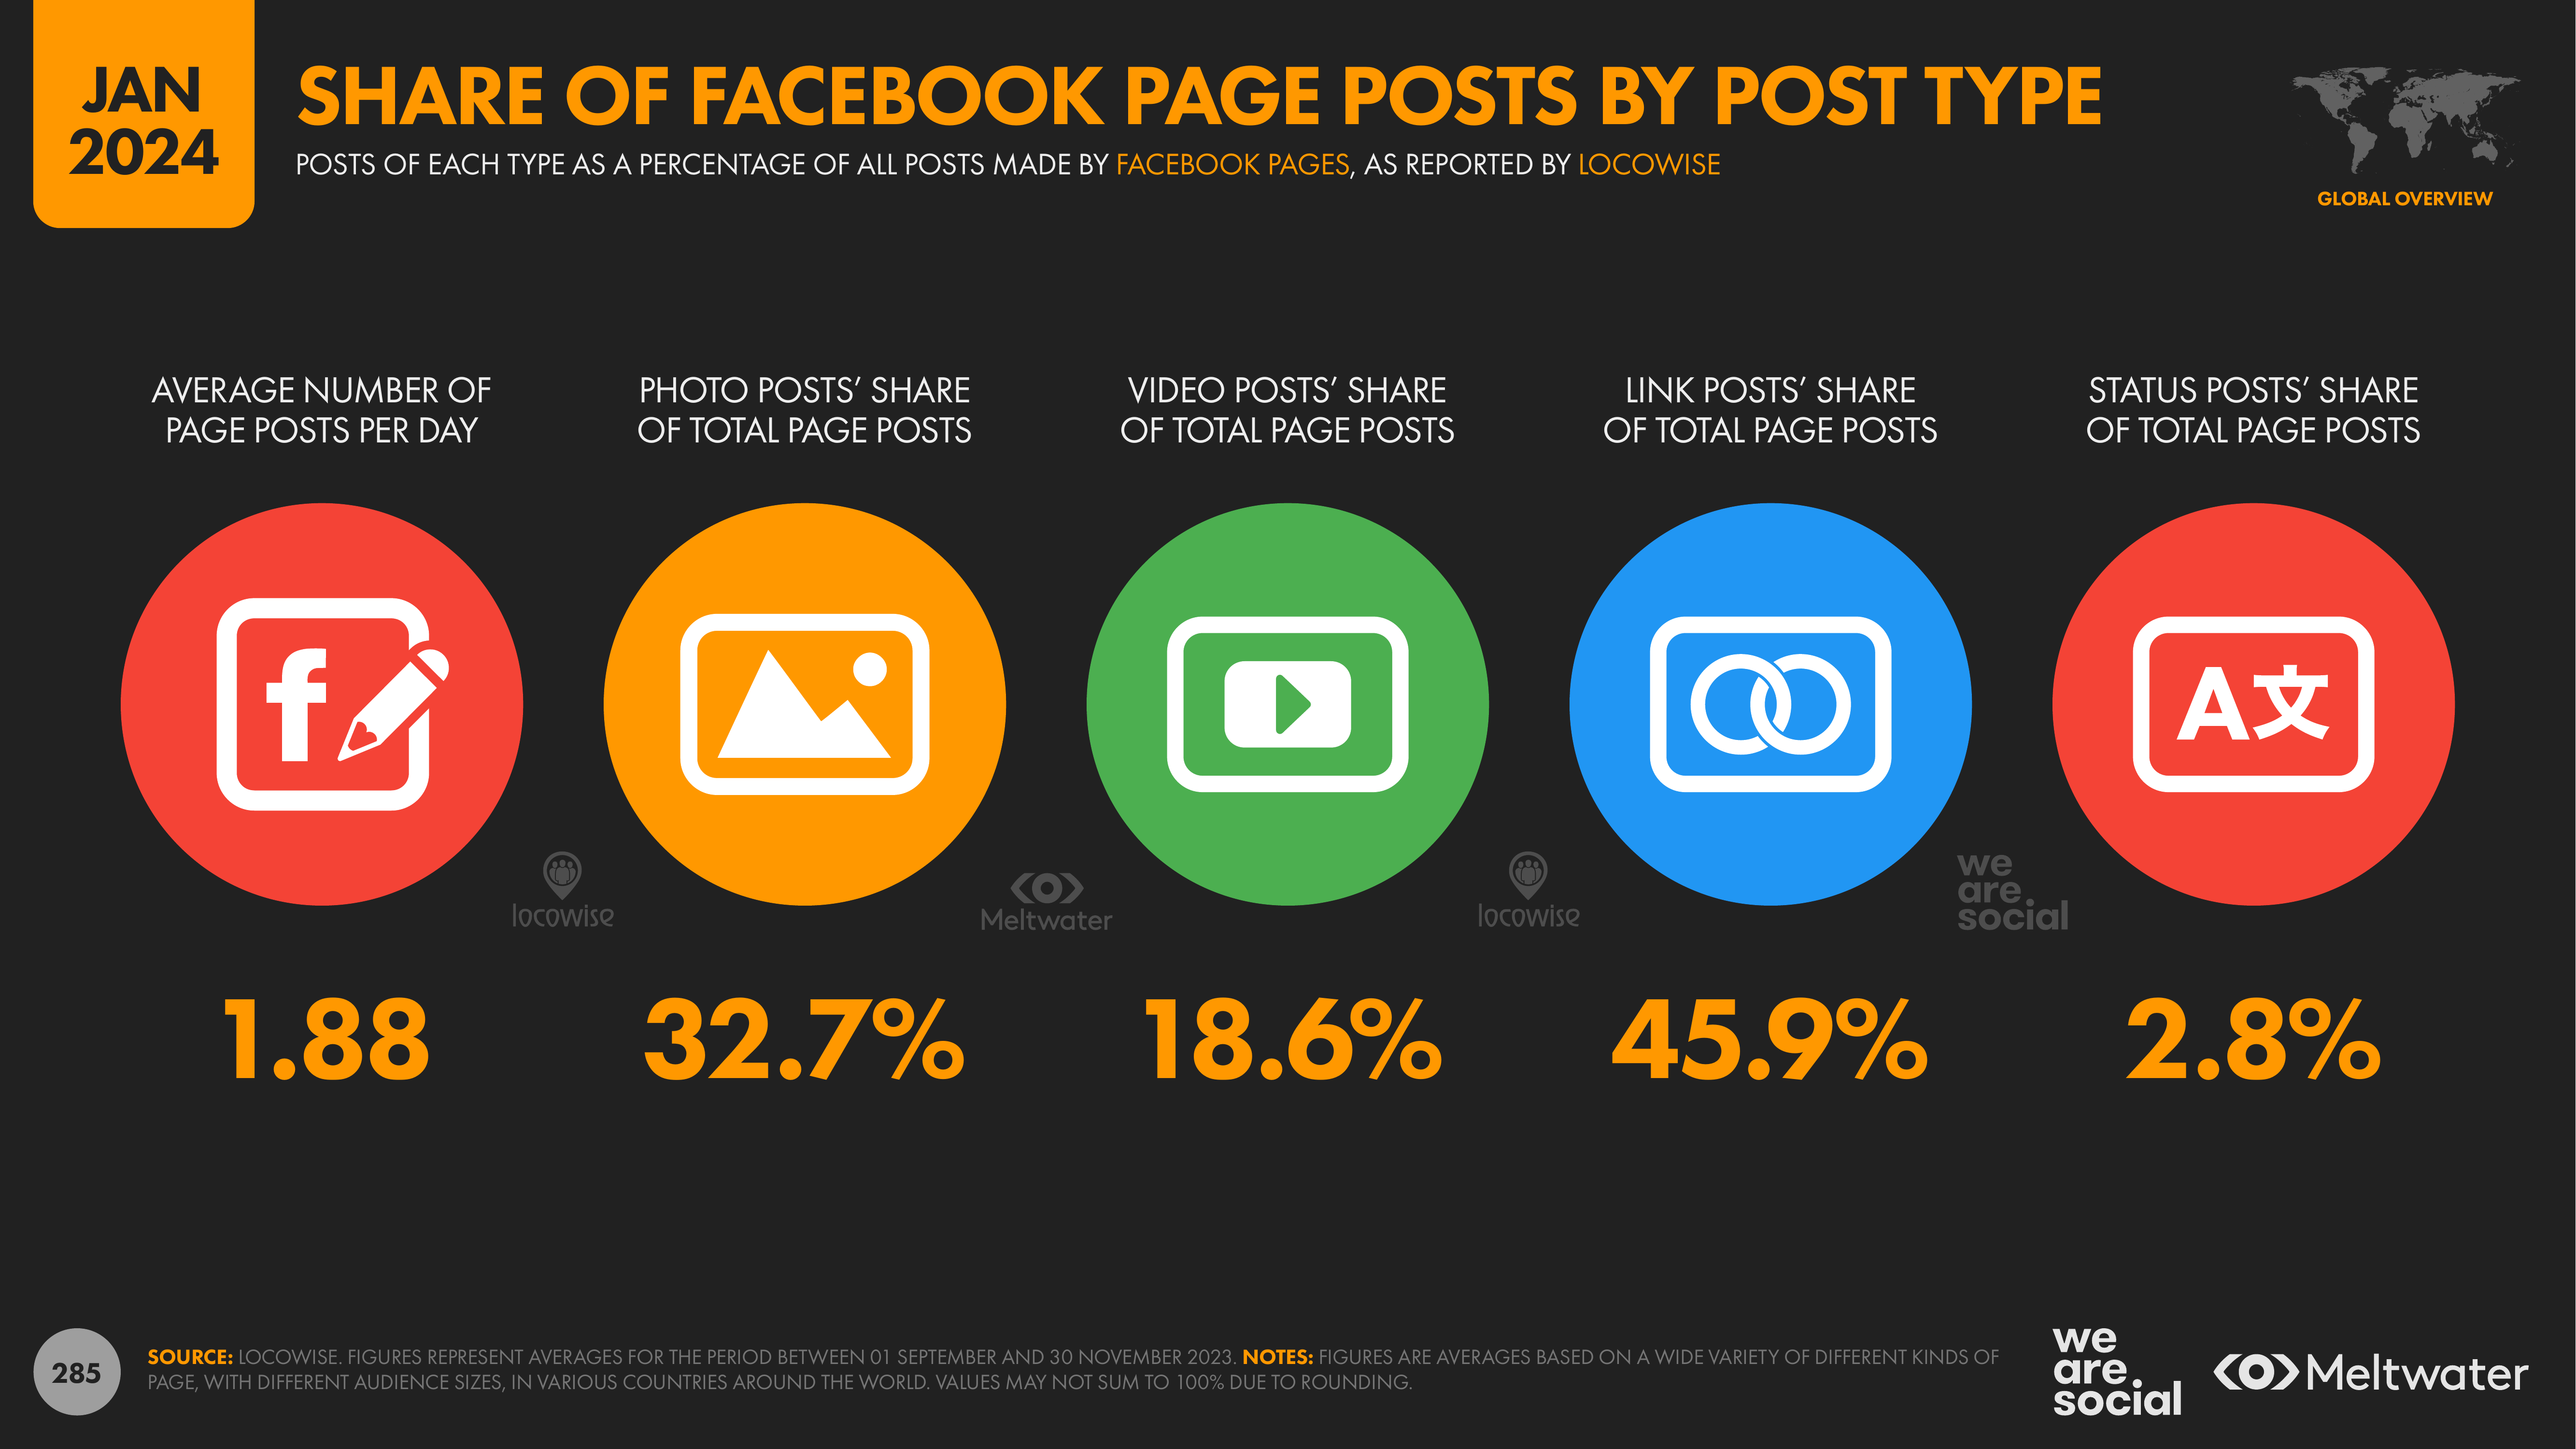 JAN
2024
SHARE OF FACEBOOK PAGE POSTS BY POST TYPE
POSTS OF EACH TYPE AS A PERCENTAGE OF ALL POSTS MADE BY FACEBOOK PAGES, AS REPORTED BY LOCOWISE
GLOBAL OVERVIEW
AVERAGE NUMBER OF
PAGE POSTS PER DAY
PHOTO POSTS’ SHARE
OF TOTAL PAGE POSTS
VIDEO POSTS’ SHARE
OF TOTAL PAGE POSTS
LINK POSTS’ SHARE
OF TOTAL PAGE POSTS
STATUS POSTS’ SHARE
OF TOTAL PAGE POSTS
f
A文
locowise
Meltwater
locowise
we
are
social
1.88
32.7%
18.6%
45.9%
2.8%
285
SOURCE: LOCOWISE. FIGURES REPRESENT AVERAGES FOR THE PERIOD BETWEEN 01 SEPTEMBER AND 30 NOVEMBER 2023. NOTES: FIGURES ARE AVERAGES BASED ON A WIDE VARIETY OF DIFFERENT KINDS OF
PAGE, WITH DIFFERENT AUDIENCE SIZES, IN VARIOUS COUNTRIES AROUND THE WORLD. VALUES MAY NOT SUM TO 100% DUE TO ROUNDING.
we
are
social
Meltwater